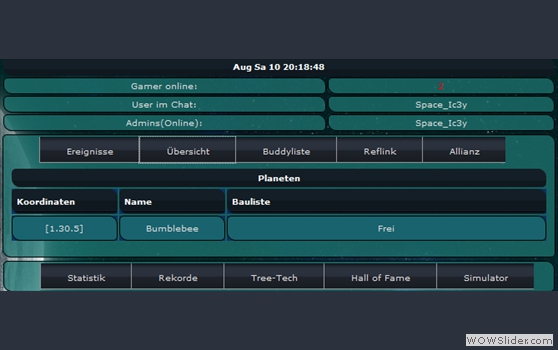 Aug Sa 10 20:18:48
Gamer online: 2
User im Chat: Space_Ic3y
Admins(Online): Space_Ic3y
Ereignisse Übersicht Buddyliste Reflink Allianz
Planeten
Koordinaten Name Bauliste
[1.30.5] Bumblebee Frei
Statistik Rekorde Tree-Tech Hall of Fame Simulator
WOWSlider.com